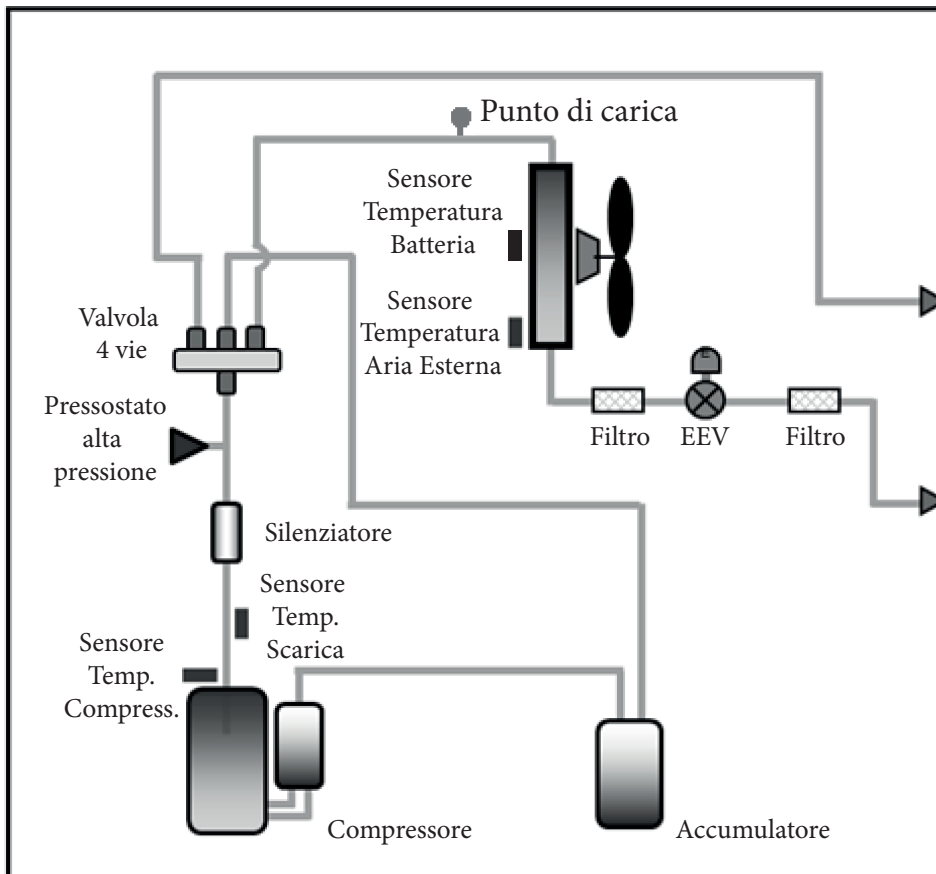 Punto di carica
Sensore
Temperatura
Batteria
Sensore
Temperatura
Aria Esterna
Valvola
4 vie
E
Filtro
EEV
Filtro
Pressostato
alta
pressione
Silenziatore
Sensore
Temp.
Scarica
Sensore
Temp.
Compress.
Compressore
Accumulatore